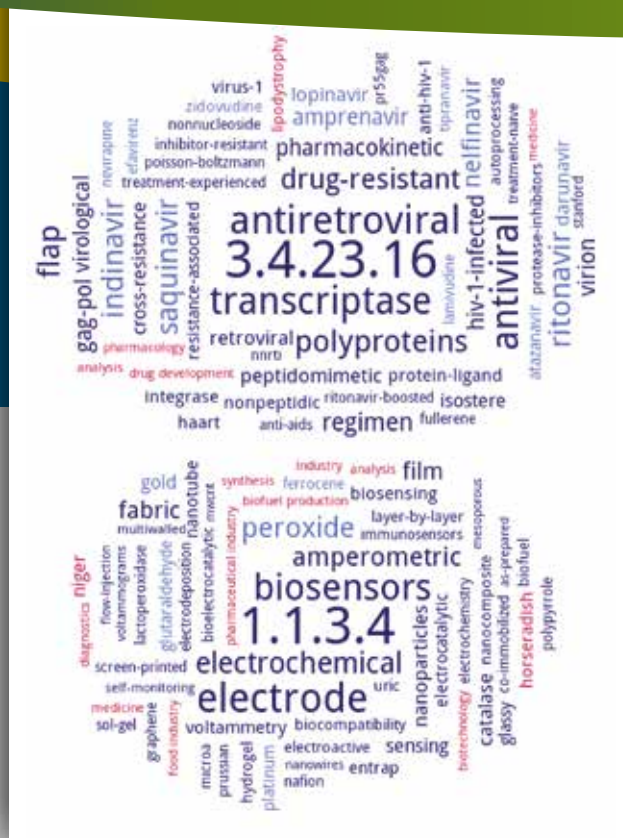 virus-1
zidovudine
nonnucleoside
inhibitor-resistant
poisson-boltzmann
treatment-experienced
lipodystrophy
lopinavir
amprenavir
pr55gag
anti-hiv-1
tipranavir
pharmacokinetic
drug-resistant
nelfinavir
autoprocessing
treatment-naive
medicine
protease-inhibitors
nevirapine
efavirenz
flap
gag-pol
virological
indinavir
cross-resistance
saquinavir
resistance-associated
antiretroviral
3.4.23.16
transcriptase
lamivudine
hiv-1-infected
antiviral
atazanavir
ritonavir
darunavir
stanford
virion
pharmacology
retroviral
nnrti
polyproteins
analysis
drug development
peptidomimetic
protein-ligand
integrase
nonpeptidic
ritonavir-boosted
isostere
haart
anti-aids
regimen
fullerene
gold
fabric
multiwalled
electrodeposition
nanotube
mwcnt
synthesis
industry
analysis
film
ferrocene
biofuel production
biosensing
layer-by-layer
immunosensors
peroxide
mesoporous
amperometric
biosensors
1.1.3.4
electrochemical
electrode
diagnostics
niger
flow-injection
voltammograms
lactoperoxidase
glutaraldehyde
bioelectrocatalytic
pharmaceutical industry
nanoparticles
electrocatalytic
biotechnology
electrochemistry
catalase
nanocomposite
glassy
co-immobilized
as-prepared
horseradish
biofuel
polypyrrole
screen-printed
self-monitoring
medicine
sol-gel
graphene
food industry
uric
voltammetry
biocompatibility
microa
prussian
hydrogel
platinum
electroactive
sensing
nanowires
entrap
nafion